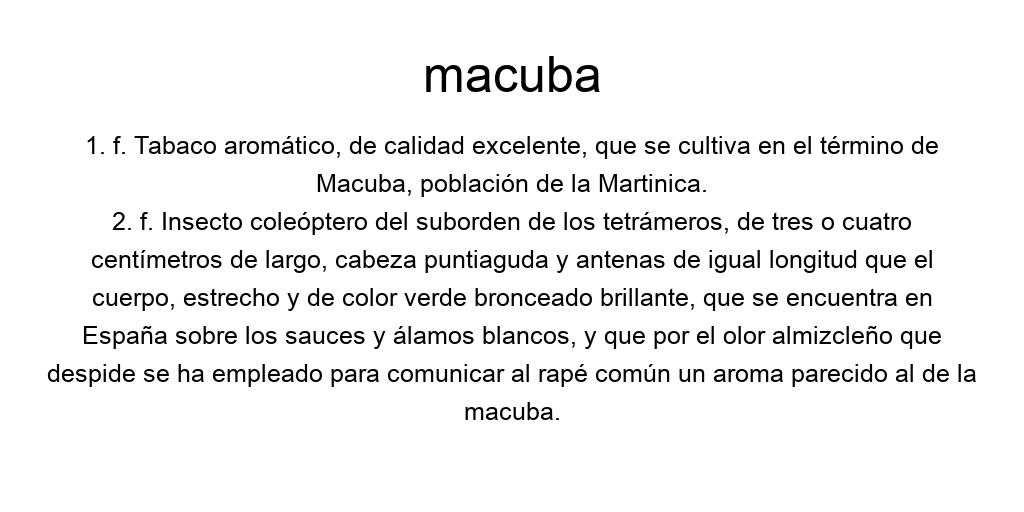 macuba
1. f. Tabaco aromático, de calidad excelente, que se cultiva en el término de
Macuba, población de la Martinica.
2. f. Insecto coleóptero del suborden de los tetrámeros, de tres o cuatro
centímetros de largo, cabeza puntiaguda y antenas de igual longitud que el
cuerpo, estrecho y de color verde bronceado brillante, que se encuentra en
España sobre los sauces y álamos blancos, y que por el olor almizcleño que
despide se ha empleado para comunicar al rapé común un aroma parecido al de la
macuba.